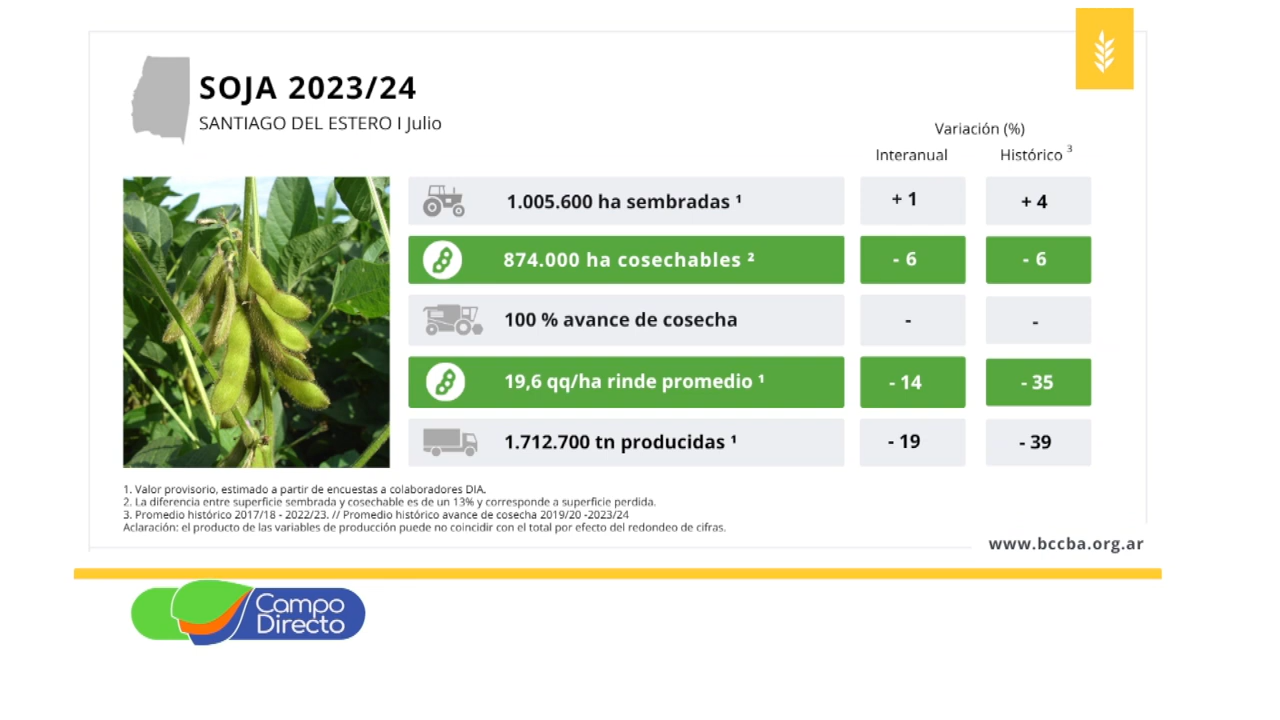 SOJA 2023/24
SANTIAGO DEL ESTERO I Julio
Variación (%)
Interanual Histórico ³
1.005.600 ha sembradas ¹ + 1 + 4
874.000 ha cosechables ² - 6 - 6
100 % avance de cosecha - -
19,6 qq/ha rinde promedio ¹ - 14 - 35
1.712.700 tn producidas ¹ - 19 - 39
1. Valor provisorio, estimado a partir de encuestas a colaboradores DIA.
2. La diferencia entre superficie sembrada y cosechable es de un 13% y corresponde a superficie perdida.
3. Promedio histórico 2017/18 - 2022/23. // Promedio histórico avance de cosecha 2019/20 -2023/24
Aclaración: el producto de las variables de producción puede no coincidir con el total por efecto del redondeo de cifras.
www.bccba.org.ar
Campo
Directo